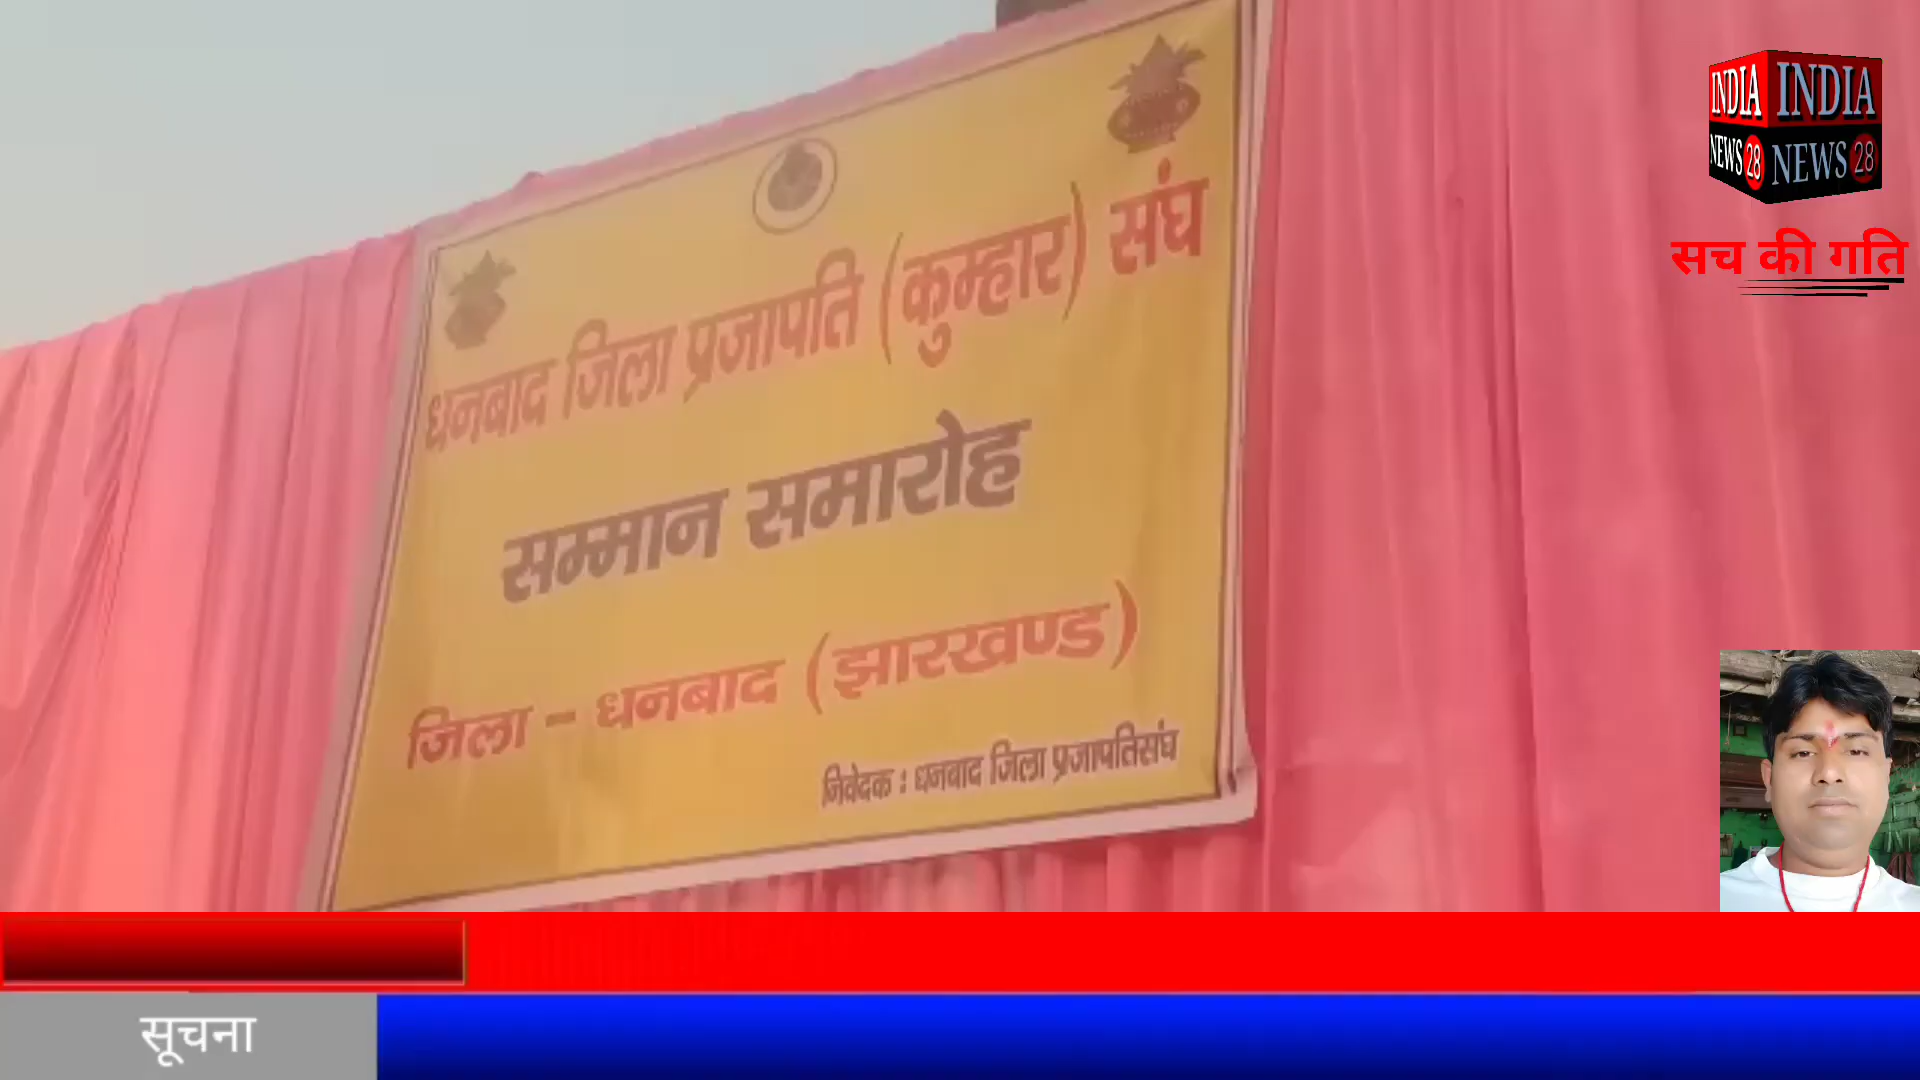 धनबाद जिला प्रजापति (कुम्हार) संघ
सम्मान समारोह
जिला - धनबाद (झारखण्ड)
निवेदक : धनबाद जिला प्रजापतिसंघ
INDIA INDIA
NEWS 28 NEWS 28
सच की गति
सूचना